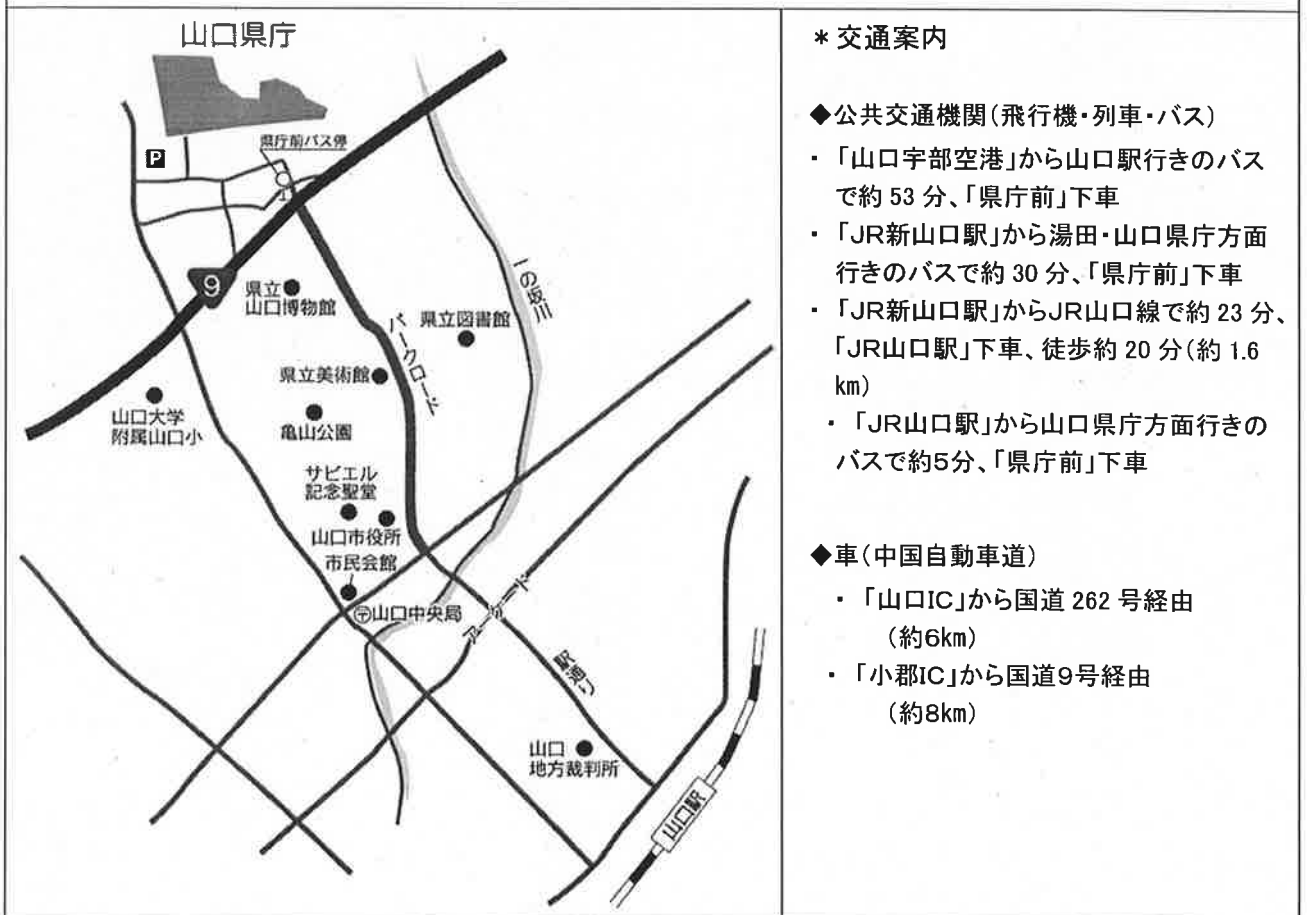 山口県庁
県庁前バス停
P
9
県立
山口博物館
パークロード
県立図書館
一の坂川
県立美術館
山口大学
附属山口小
亀山公園
サビエル
記念聖堂
山口市役所
市民会館
〶山口中央局
アーケード
駅通り
山口
地方裁判所
山口駅
＊交通案内
◆公共交通機関(飛行機・列車・バス)
・「山口宇部空港」から山口駅行きのバス
で約 53 分、「県庁前」下車
・「JR新山口駅」から湯田・山口県庁方面
行きのバスで約 30 分、「県庁前」下車
・「JR新山口駅」からJR山口線で約 23 分、
「JR山口駅」下車、徒歩約 20 分(約 1.6
km)
・「JR山口駅」から山口県庁方面行きの
バスで約5分、「県庁前」下車
◆車(中国自動車道)
・「山口IC」から国道 262 号経由
(約6km)
・「小郡IC」から国道9号経由
(約8km)